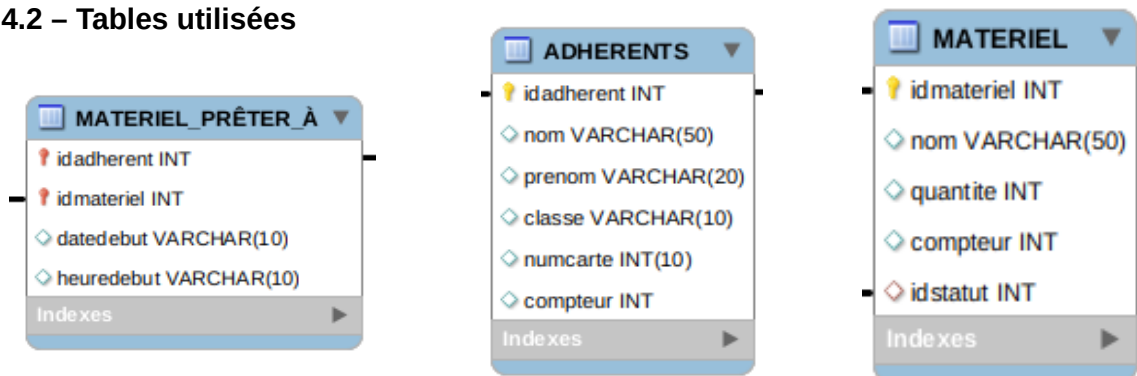 4.2 – Tables utilisées
MATERIEL_PRÊTER_À
idadherent INT
idmateriel INT
datedebut VARCHAR(10)
heuredebut VARCHAR(10)
Indexes
ADHERENTS
idadherent INT
nom VARCHAR(50)
prenom VARCHAR(20)
classe VARCHAR(10)
numcarte INT(10)
compteur INT
Indexes
MATERIEL
idmateriel INT
nom VARCHAR(50)
quantite INT
compteur INT
idstatut INT
Indexes